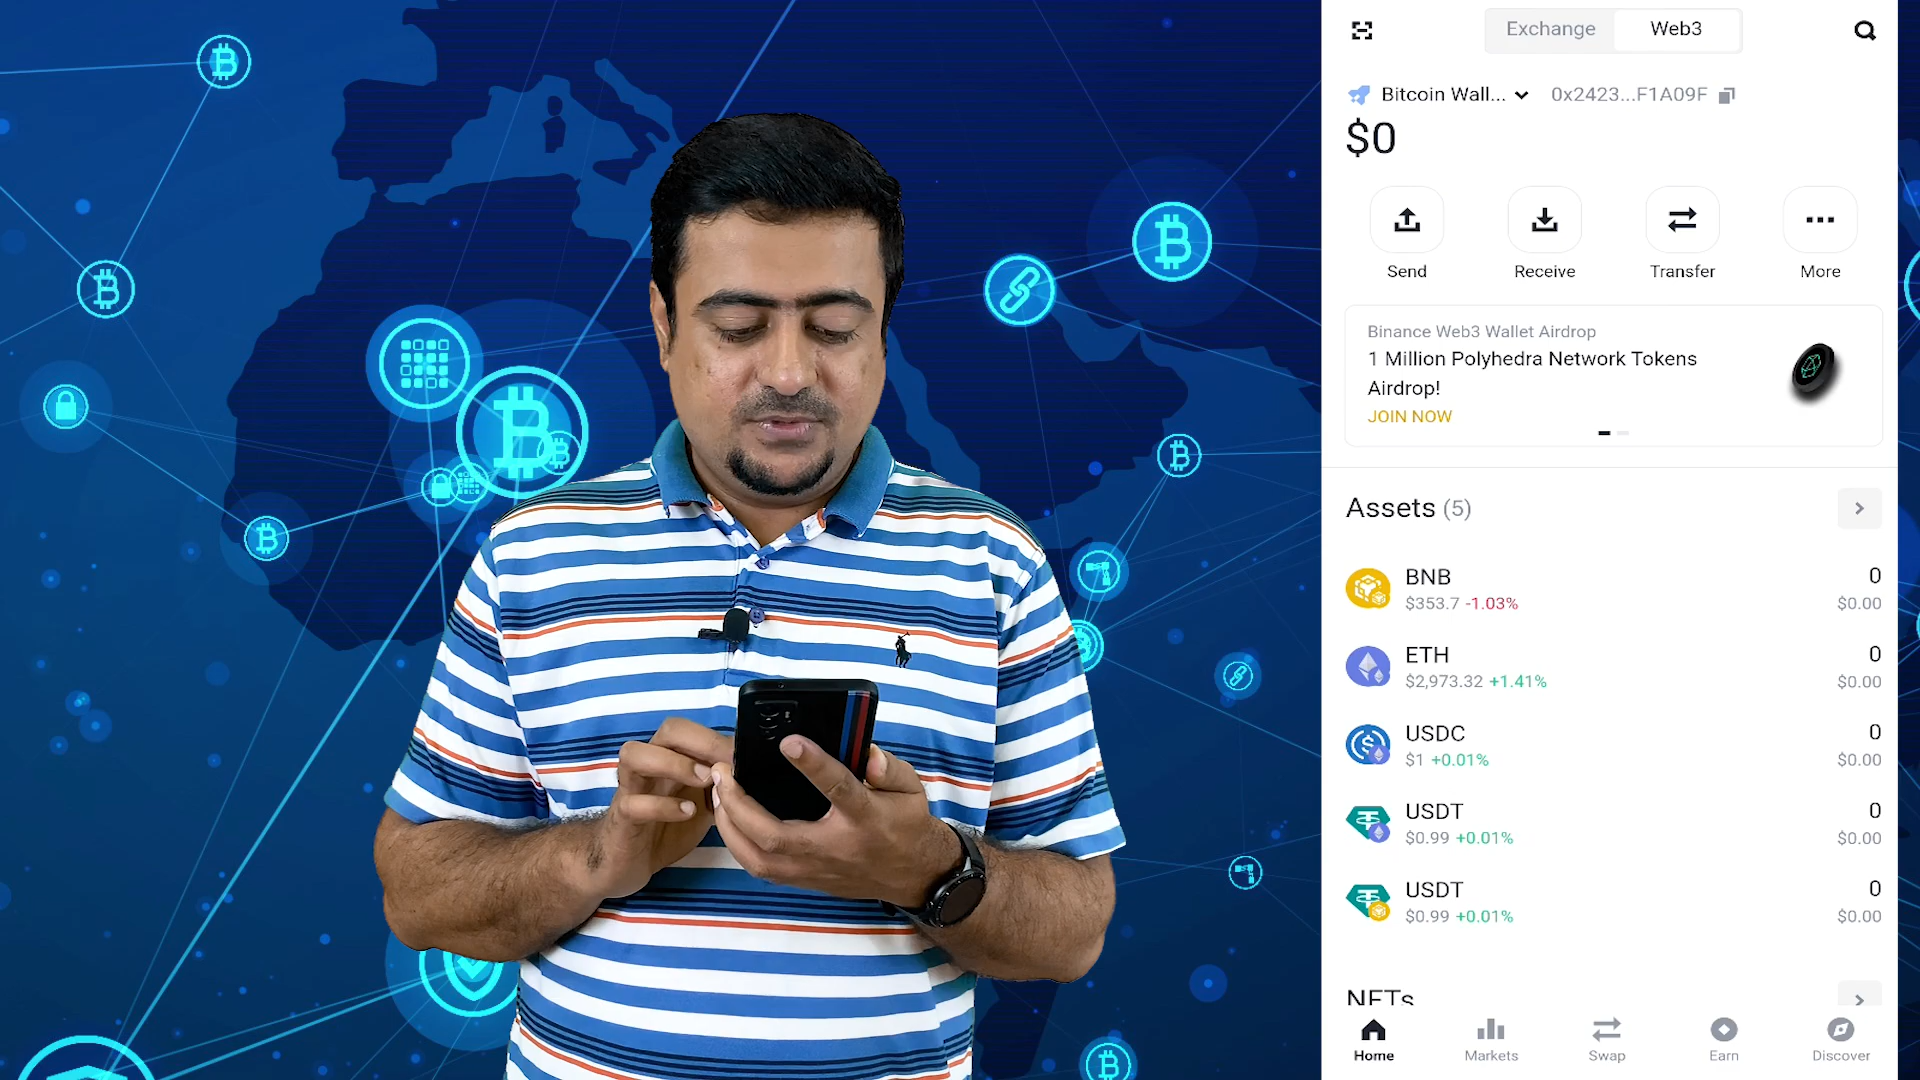 Exchange Web3
Bitcoin Wall... 0x2423...F1A09F
$0
Send Receive Transfer More
Binance Web3 Wallet Airdrop
1 Million Polyhedra Network Tokens
Airdrop!
JOIN NOW
Assets (5)
BNB 0
$353.7 -1.03% $0.00
ETH 0
$2,973.32 +1.41% $0.00
USDC 0
$1 +0.01% $0.00
USDT 0
$0.99 +0.01% $0.00
USDT 0
$0.99 +0.01% $0.00
NFTs
Home Markets Swap Earn Discover